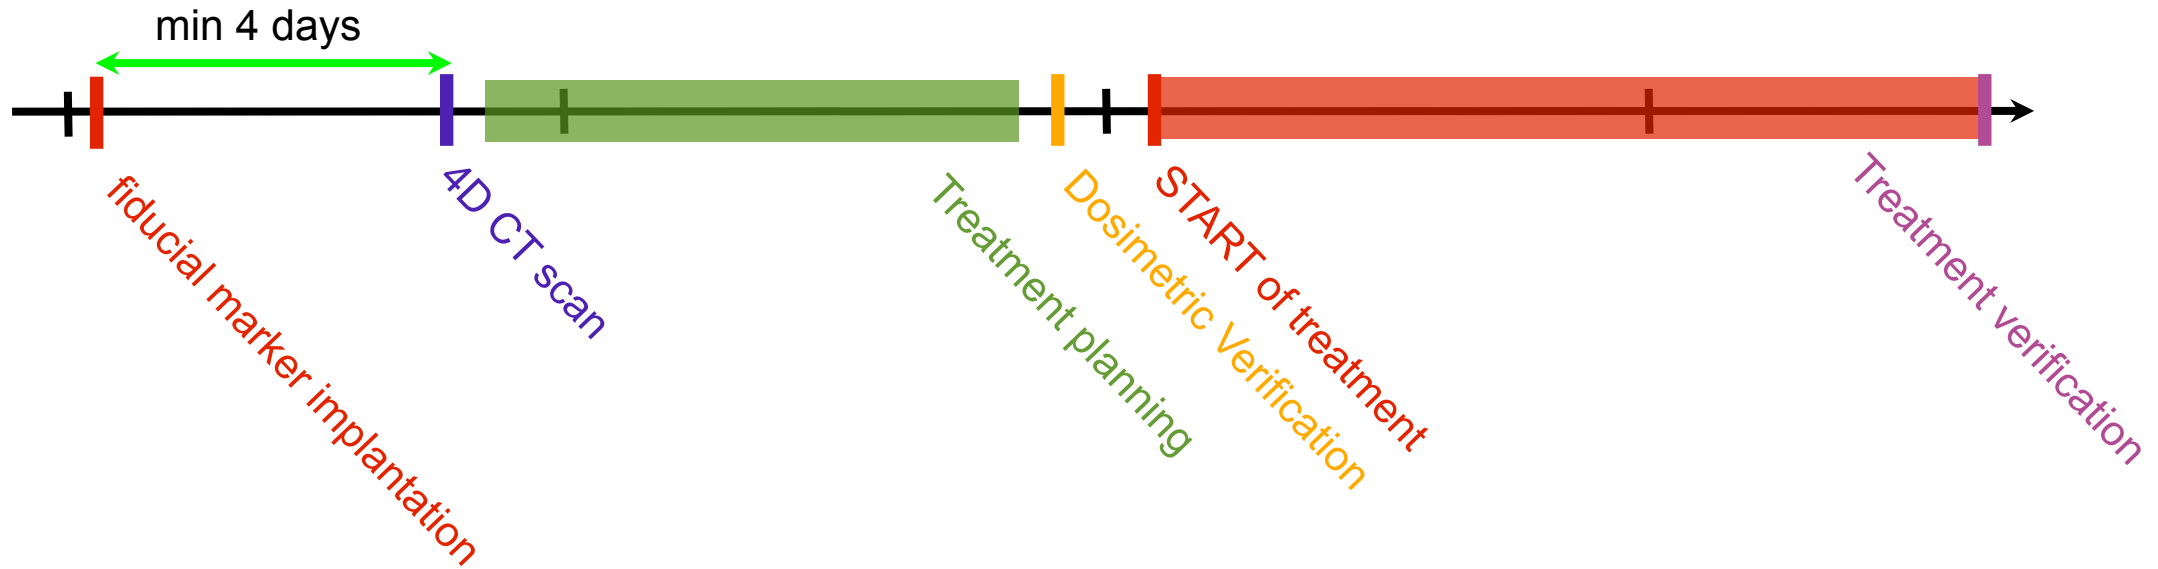 min 4 days
fiducial marker implantation
4D CT scan
Treatment planning
Dosimetric Verification
START of treatment
Treatment verification